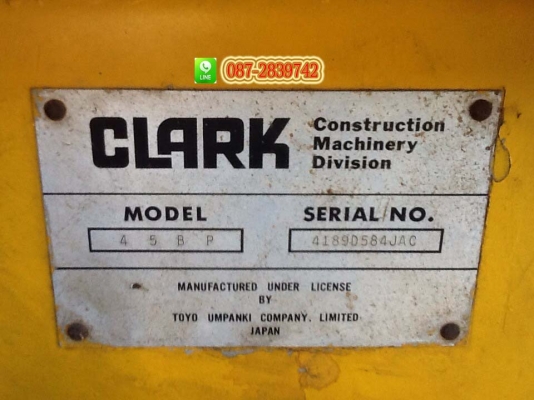 LINE 087-2839742
CLARK
Construction
Machinery
Division
MODEL
4 5 B P
SERIAL NO.
4189D584JAC
MANUFACTURED UNDER LICENSE
BY
TOYO UMPANKI COMPANY, LIMITED
JAPAN